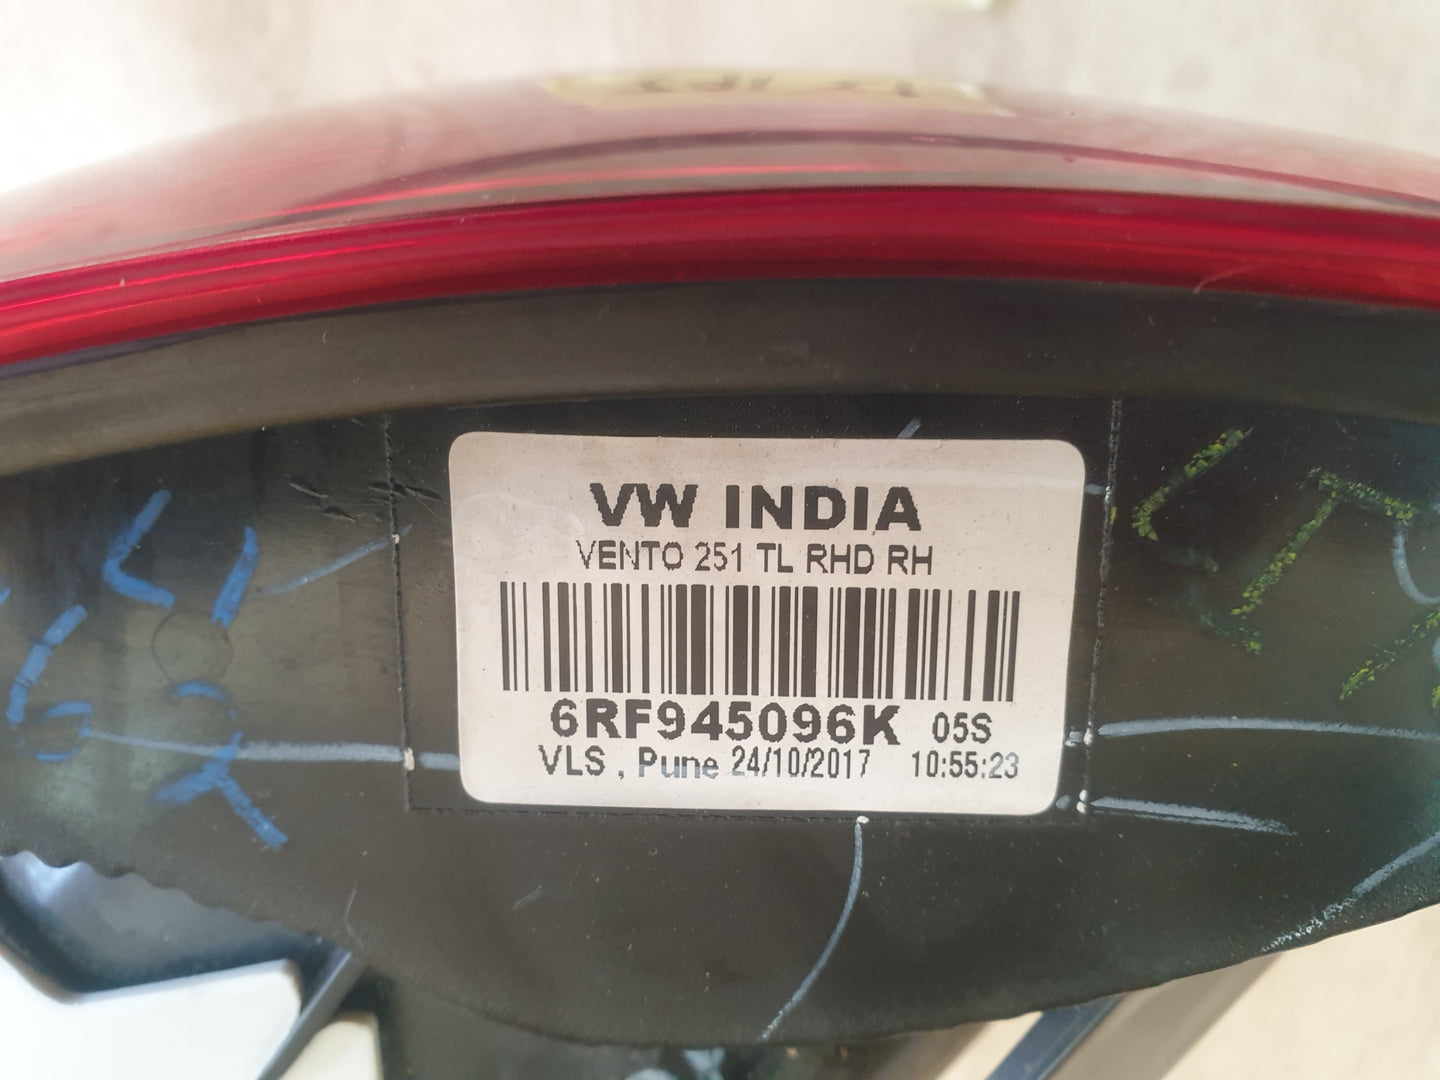 VW INDIA
VENTO 251 TL RHD RH
6RF945096K 05S
VLS , Pune 24/10/2017 10:55:23